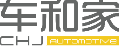 车和家
CHJ AUTOMOTIVE